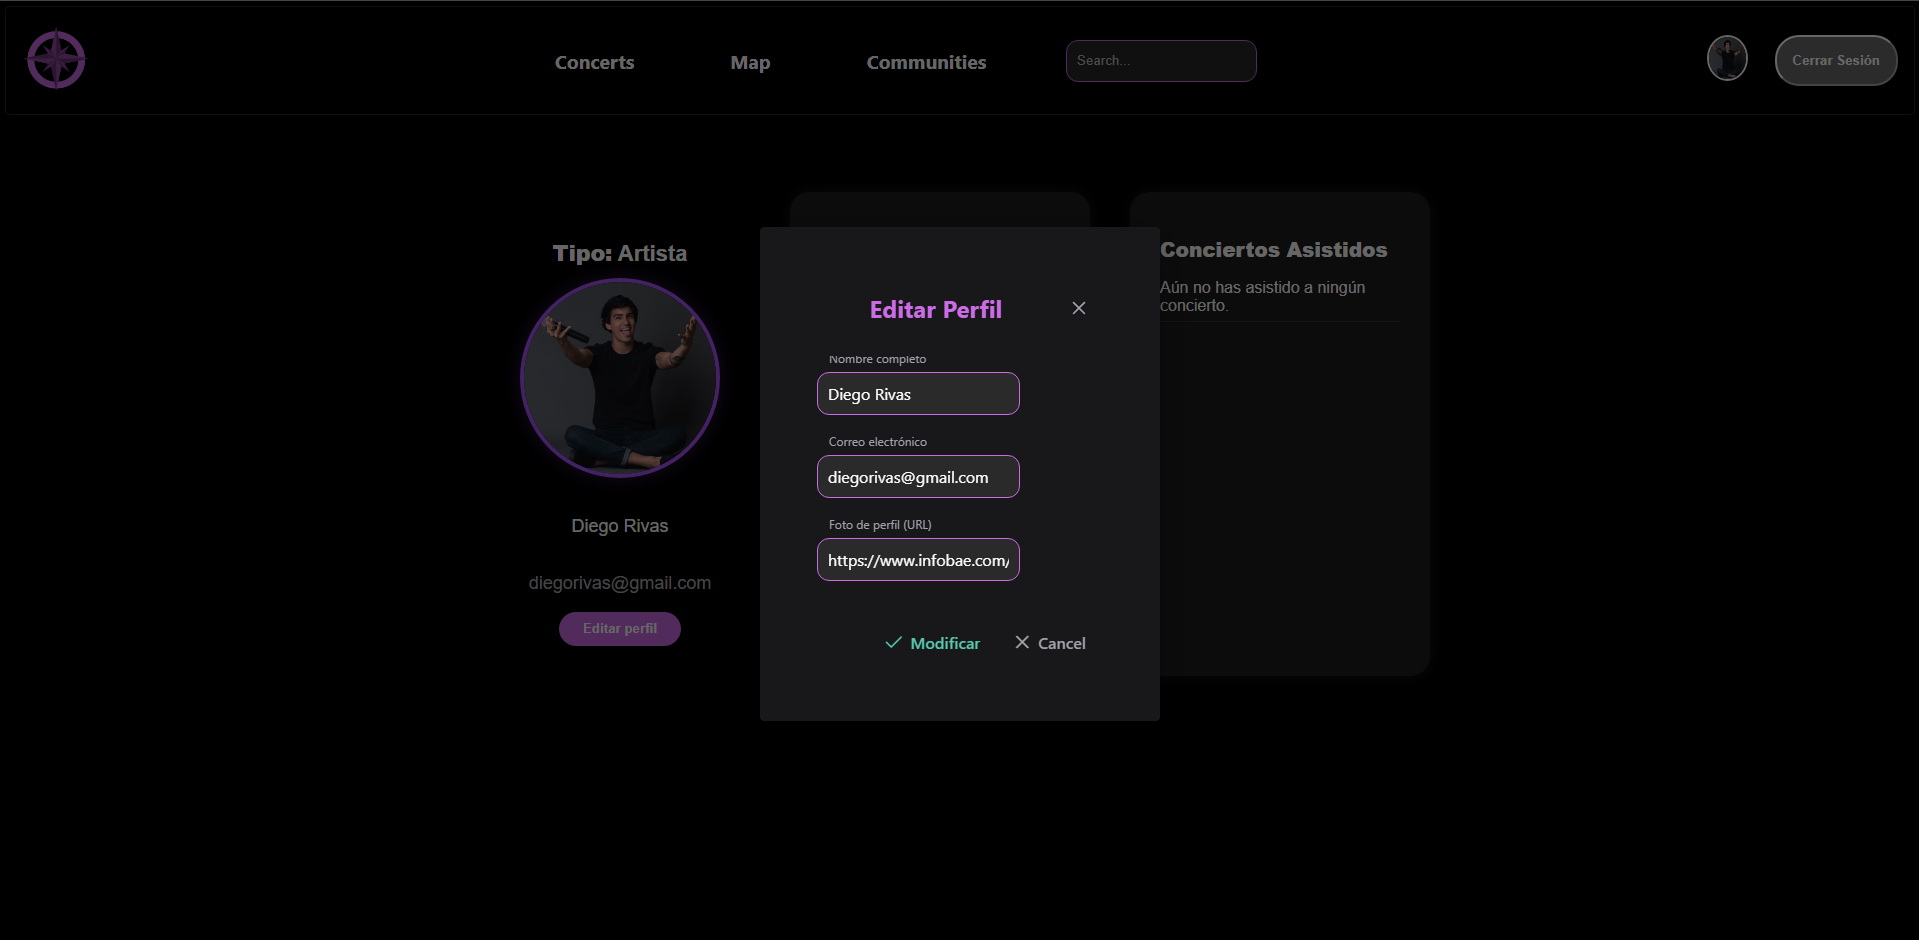 Concerts
Map
Communities
Search...
Cerrar Sesión
Tipo: Artista
Diego Rivas
diegorivas@gmail.com
Editar perfil
Editar Perfil
Nombre completo
Diego Rivas
Correo electrónico
diegorivas@gmail.com
Foto de perfil (URL)
https://www.infobae.com/
Modificar
Cancel
Conciertos Asistidos
Aún no has asistido a ningún
concierto.